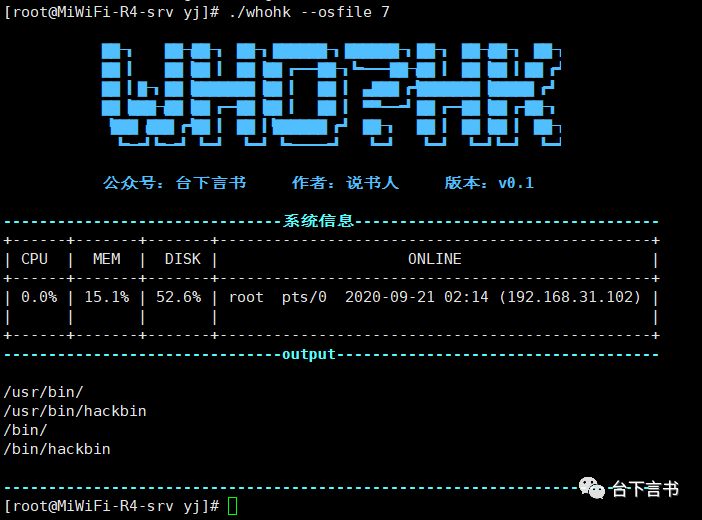 [root@MiWiFi-R4-srv yj]# ./whohk --osfile 7
WHO?HK
公众号：台下言书 作者：说书人 版本：v0.1
-------------------------------系统信息----------------------------------
+------+-------+-------+------------------------------------------------+
| CPU | MEM | DISK | ONLINE |
+------+-------+-------+------------------------------------------------+
| 0.0% | 15.1% | 52.6% | root pts/0 2020-09-21 02:14 (192.168.31.102) |
| | | | |
+------+-------+-------+------------------------------------------------+
-------------------------------output------------------------------------
/usr/bin/
/usr/bin/hackbin
/bin/
/bin/hackbin
-------------------------------------------------------------------------
台下言书
[root@MiWiFi-R4-srv yj]#